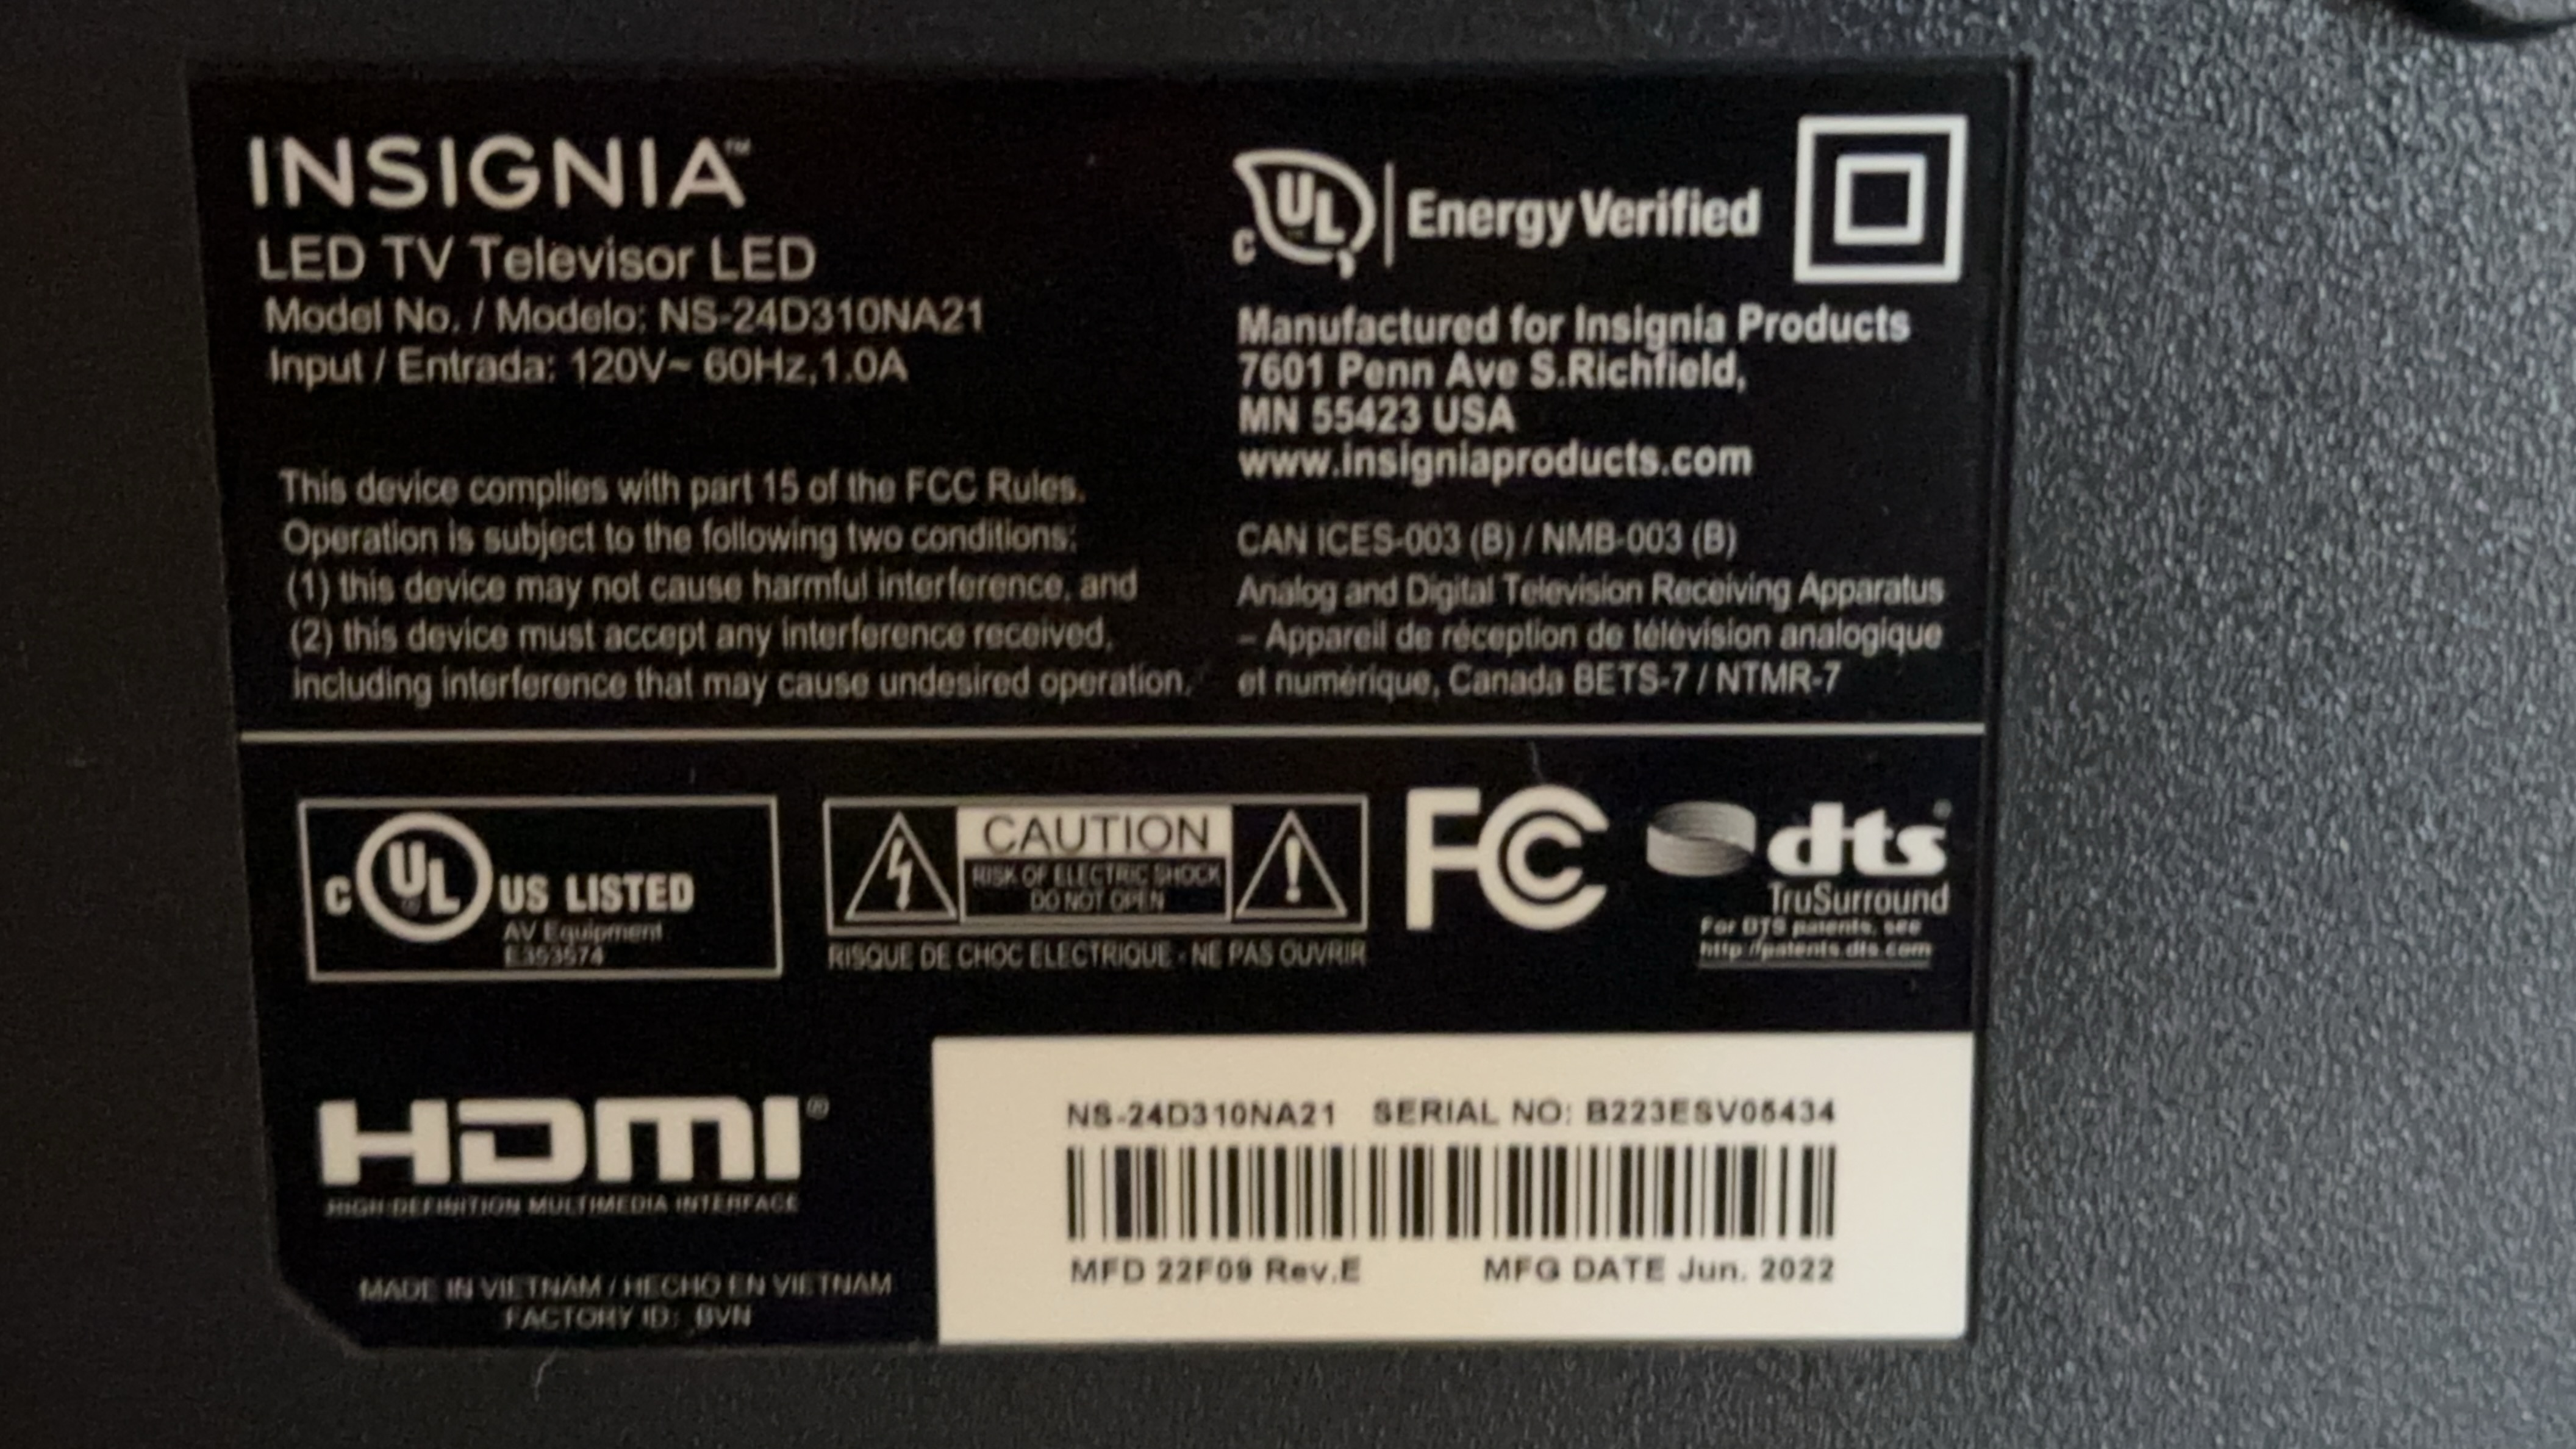 INSIGNIA™
LED TV Televisor LED
Model No. / Modelo: NS-24D310NA21
Input / Entrada: 120V~ 60Hz,1.0A
This device complies with part 15 of the FCC Rules.
Operation is subject to the following two conditions:
(1) this device may not cause harmful interference, and
(2) this device must accept any interference received,
including interference that may cause undesired operation.
C UL | Energy Verified
Manufactured for Insignia Products
7601 Penn Ave S.Richfield,
MN 55423 USA
www.insigniaproducts.com
CAN ICES-003 (B) / NMB-003 (B)
Analog and Digital Television Receiving Apparatus
– Appareil de réception de télévision analogique
et numérique, Canada BETS-7 / NTMR-7
C UL US LISTED
AV Equipment
CAUTION
RISK OF ELECTRIC SHOCK
DO NOT OPEN
RISQUE DE CHOC ELECTRIQUE - NE PAS OUVRIR
FC
dts®
TruSurround
For DTS patents, see
http://patents.dts.com
HDMI®
HIGH-DEFINITION MULTIMEDIA INTERFACE
MADE IN VIETNAM / HECHO EN VIETNAM
FACTORY ID: BVN
NS-24D310NA21 SERIAL NO:
MFD 22F09 Rev.E MFG DATE Jun. 2022